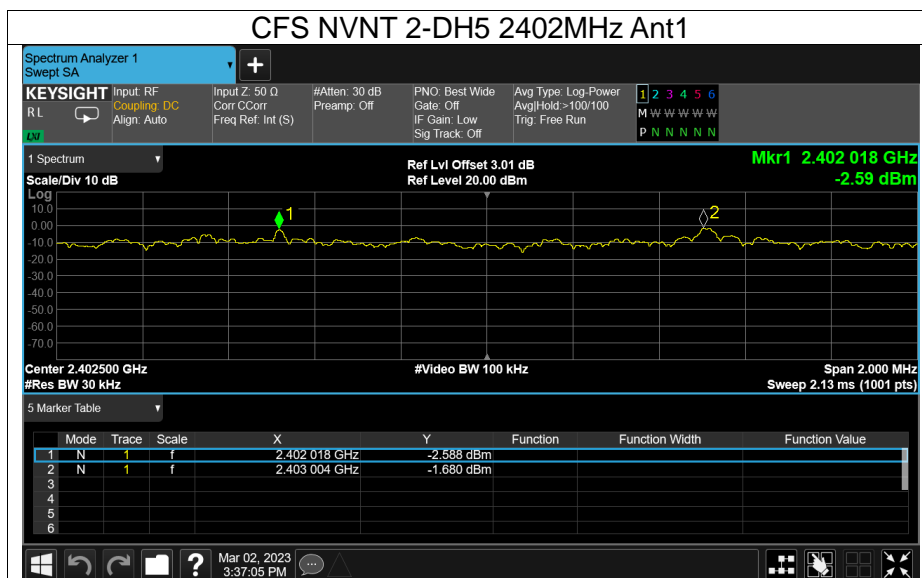 CFS NVNT 2-DH5 2402MHz Ant1
Spectrum Analyzer 1
Swept SA
KEYSIGHT
R L
LXI
Input: RF
Coupling: DC
Align: Auto
Input Z: 50 Ω
Corr CCorr
Freq Ref: Int (S)
#Atten: 30 dB
Preamp: Off
PNO: Best Wide
Gate: Off
IF Gain: Low
Sig Track: Off
Avg Type: Log-Power
Avg|Hold:>100/100
Trig: Free Run
1 2 3 4 5 6
M W W W W W
P N N N N N
1 Spectrum
Scale/Div 10 dB
Ref Lvl Offset 3.01 dB
Ref Level 20.00 dBm
Mkr1 2.402 018 GHz
-2.59 dBm
Log
10.0
0.00
-10.0
-20.0
-30.0
-40.0
-50.0
-60.0
-70.0
1
2
Center 2.402500 GHz
#Res BW 30 kHz
#Video BW 100 kHz
Span 2.000 MHz
Sweep 2.13 ms (1001 pts)
5 Marker Table
Mode Trace Scale X Y Function Function Width Function Value
1 N 1 f 2.402 018 GHz -2.588 dBm
2 N 1 f 2.403 004 GHz -1.680 dBm
3
4
5
6
?
Mar 02, 2023
3:37:05 PM